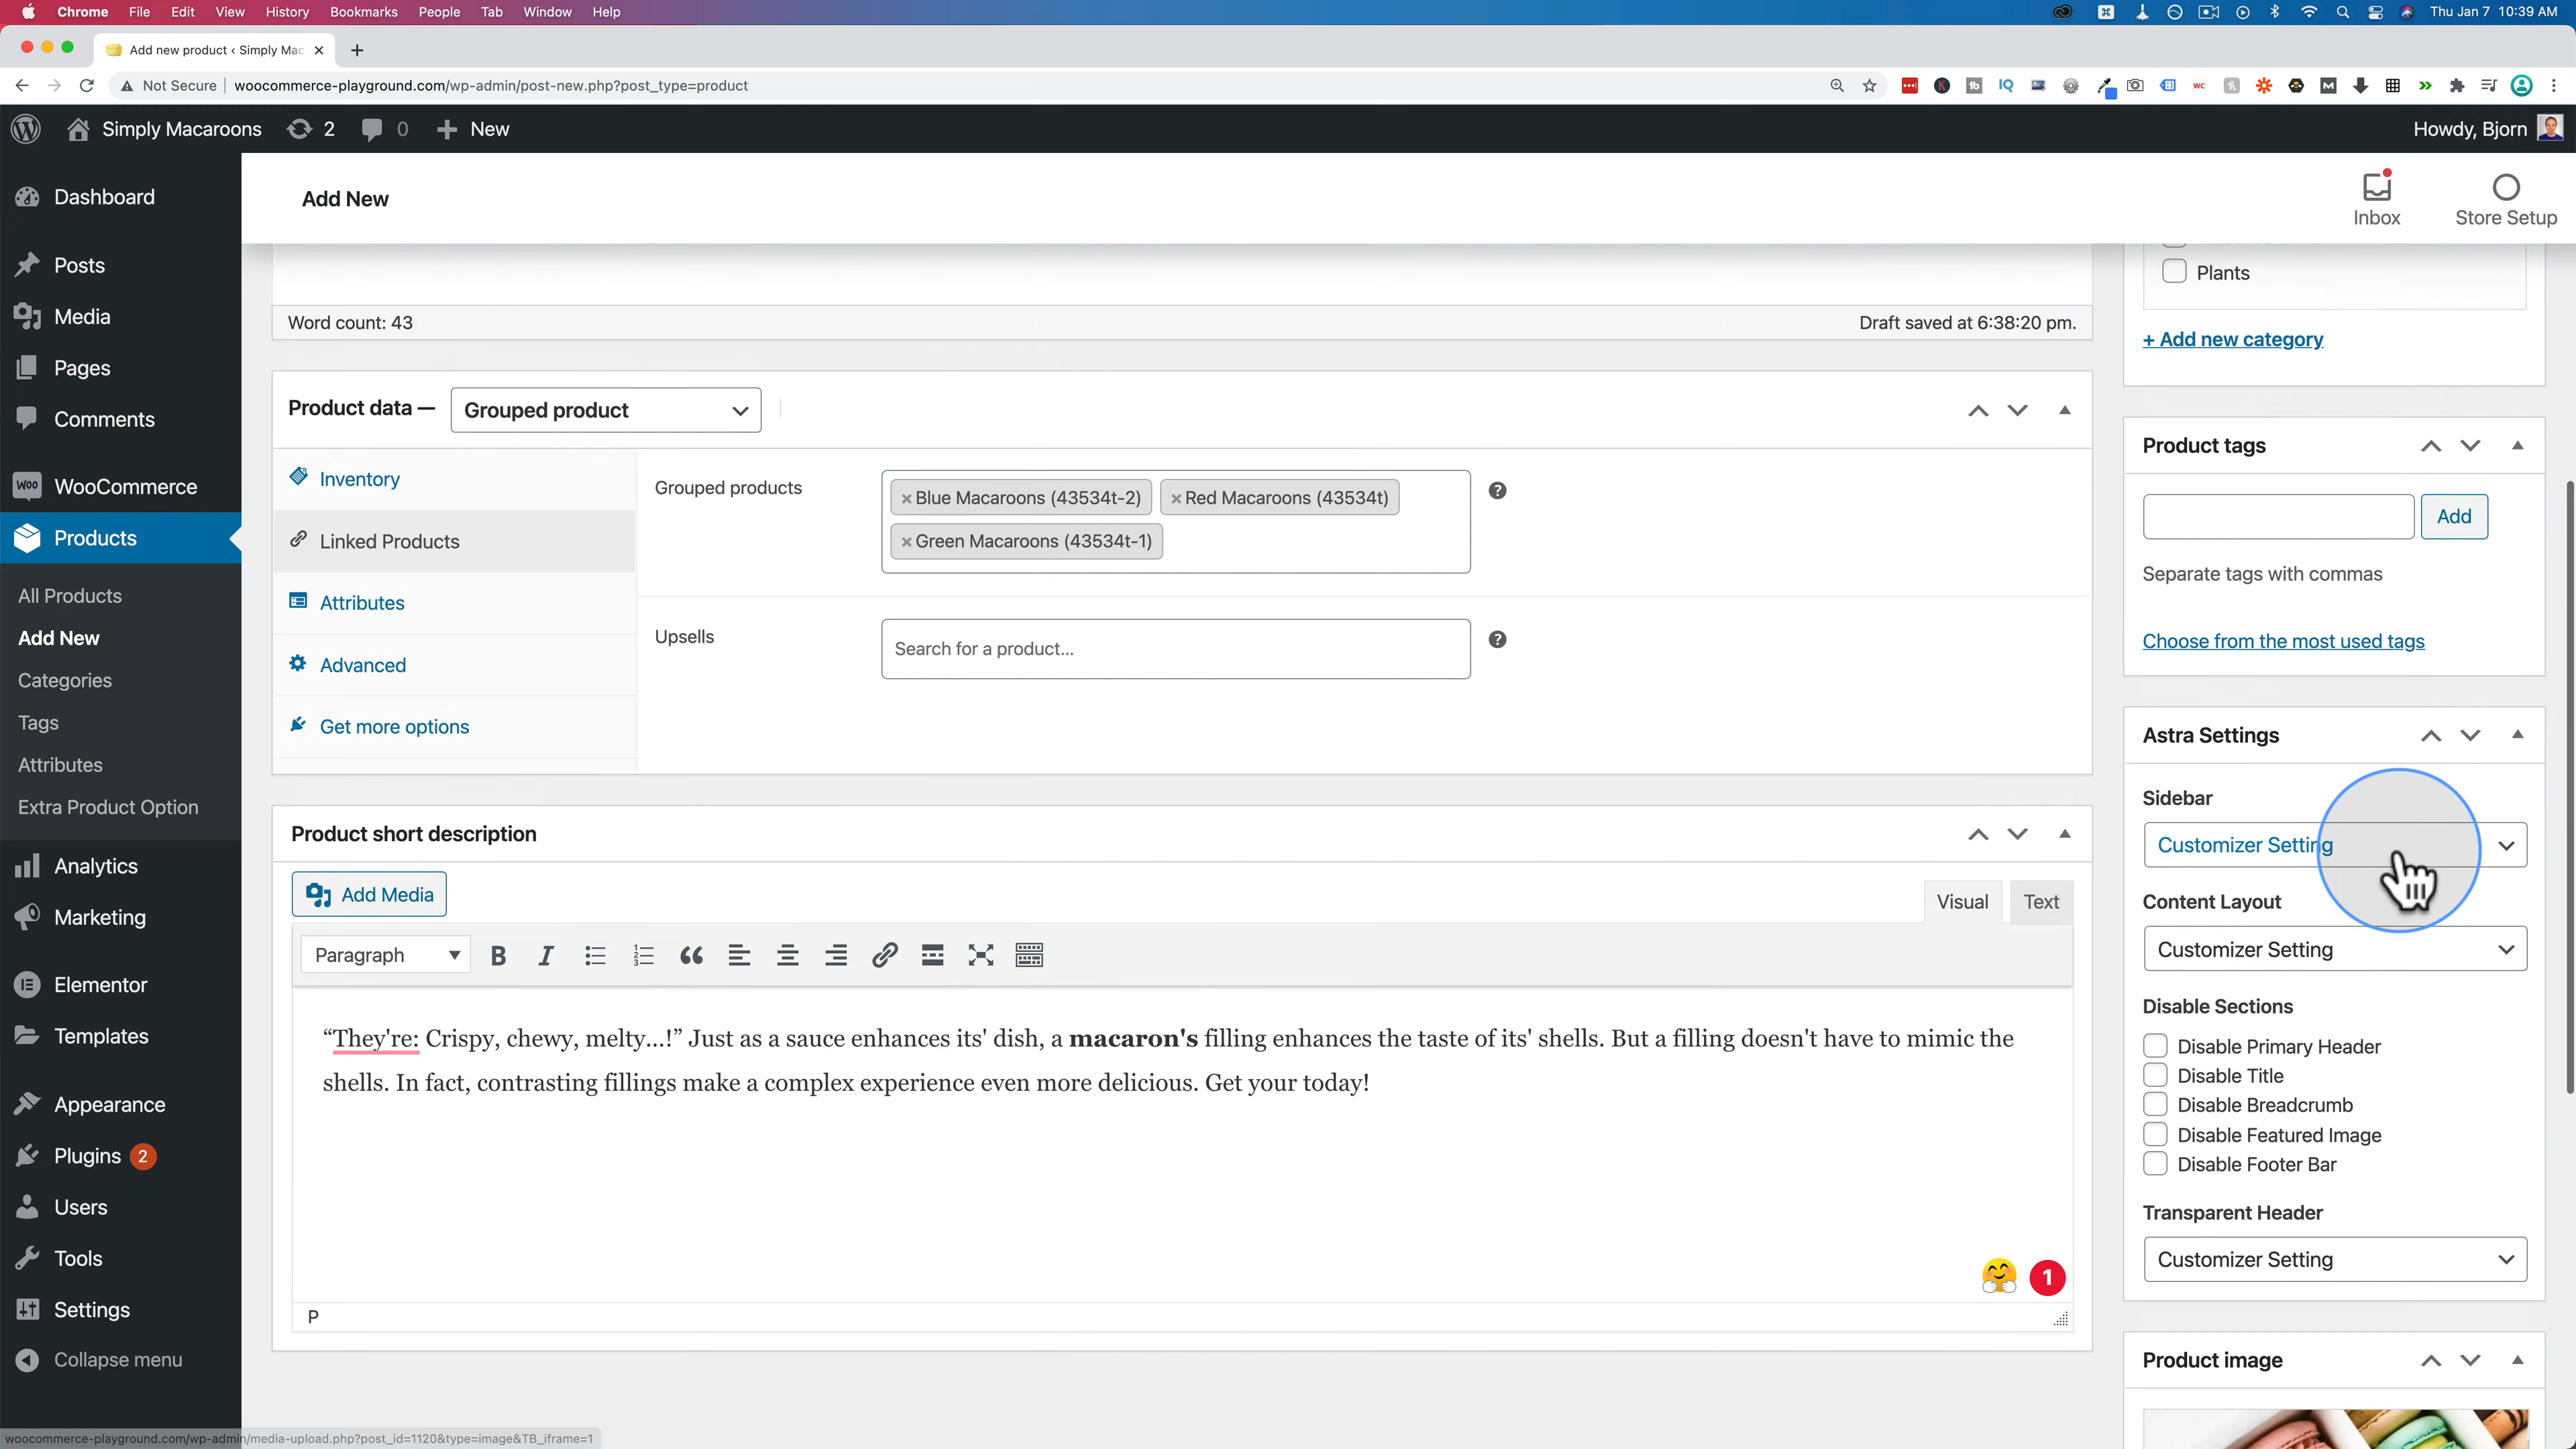 Chrome File Edit View History Bookmarks People Tab Window Help Thu Jan 7 10:39 AM
Add new product ‹ Simply Mac
Not Secure woocommerce-playground.com/wp-admin/post-new.php?post_type=product
Simply Macaroons 2 0 New Howdy, Bjorn
Add New
Inbox
Store Setup
Dashboard
Posts
Media
Pages
Comments
WooCommerce
Products
All Products
Add New
Categories
Tags
Attributes
Extra Product Option
Analytics
Marketing
Elementor
Templates
Appearance
Plugins 2
Users
Tools
Settings
Collapse menu
Word count: 43 Draft saved at 6:38:20 pm.
Product data — Grouped product
Inventory
Linked Products
Attributes
Advanced
Get more options
Grouped products
×Blue Macaroons (43534t-2) ×Red Macaroons (43534t)
×Green Macaroons (43534t-1)
Upsells
Search for a product...
Product short description
Add Media
Visual Text
Paragraph
“They're: Crispy, chewy, melty...!” Just as a sauce enhances its' dish, a macaron's filling enhances the taste of its' shells. But a filling doesn't have to mimic the
shells. In fact, contrasting fillings make a complex experience even more delicious. Get your today!
1
P
Plants
+ Add new category
Product tags
Add
Separate tags with commas
Choose from the most used tags
Astra Settings
Sidebar
Customizer Setting
Content Layout
Customizer Setting
Disable Sections
Disable Primary Header
Disable Title
Disable Breadcrumb
Disable Featured Image
Disable Footer Bar
Transparent Header
Customizer Setting
Product image
woocommerce-playground.com/wp-admin/media-upload.php?post_id=1120&type=image&TB_iframe=1